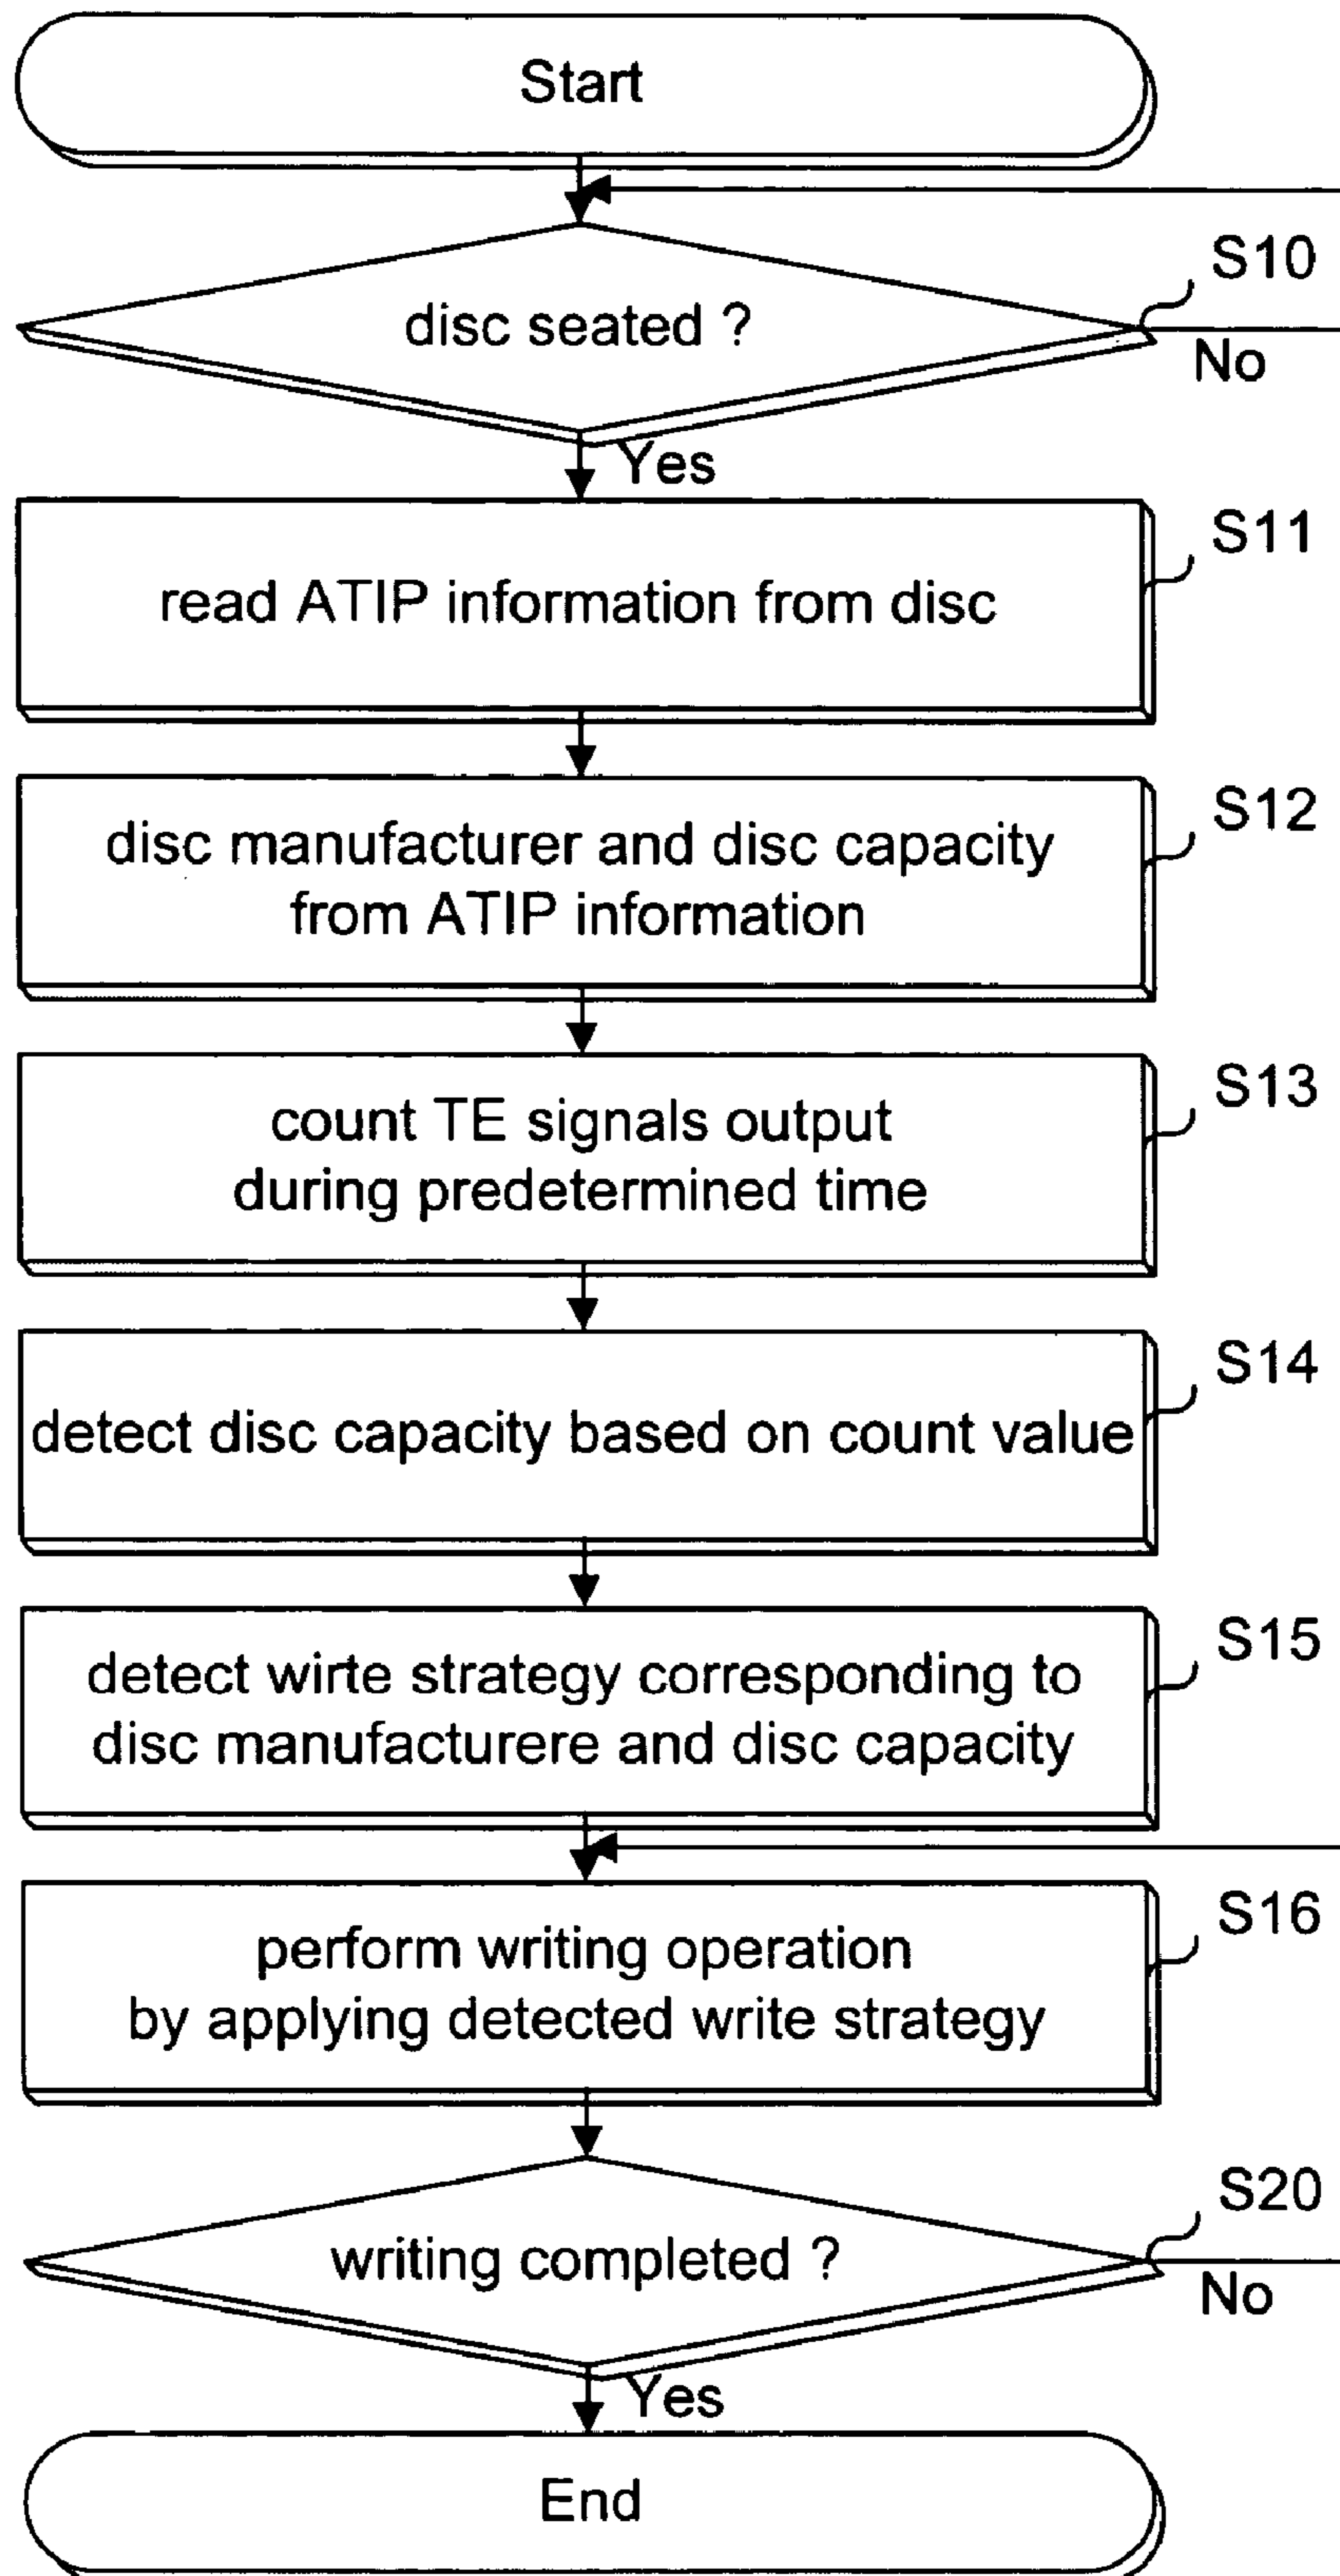 Start
disc seated ?
S10
No
Yes
S11
read ATIP information from disc
S12
disc manufacturer and disc capacity
from ATIP information
S13
count TE signals output
during predetermined time
S14
detect disc capacity based on count value
S15
detect wirte strategy corresponding to
disc manufacturere and disc capacity
S16
perform writing operation
by applying detected write strategy
S20
writing completed ?
No
Yes
End